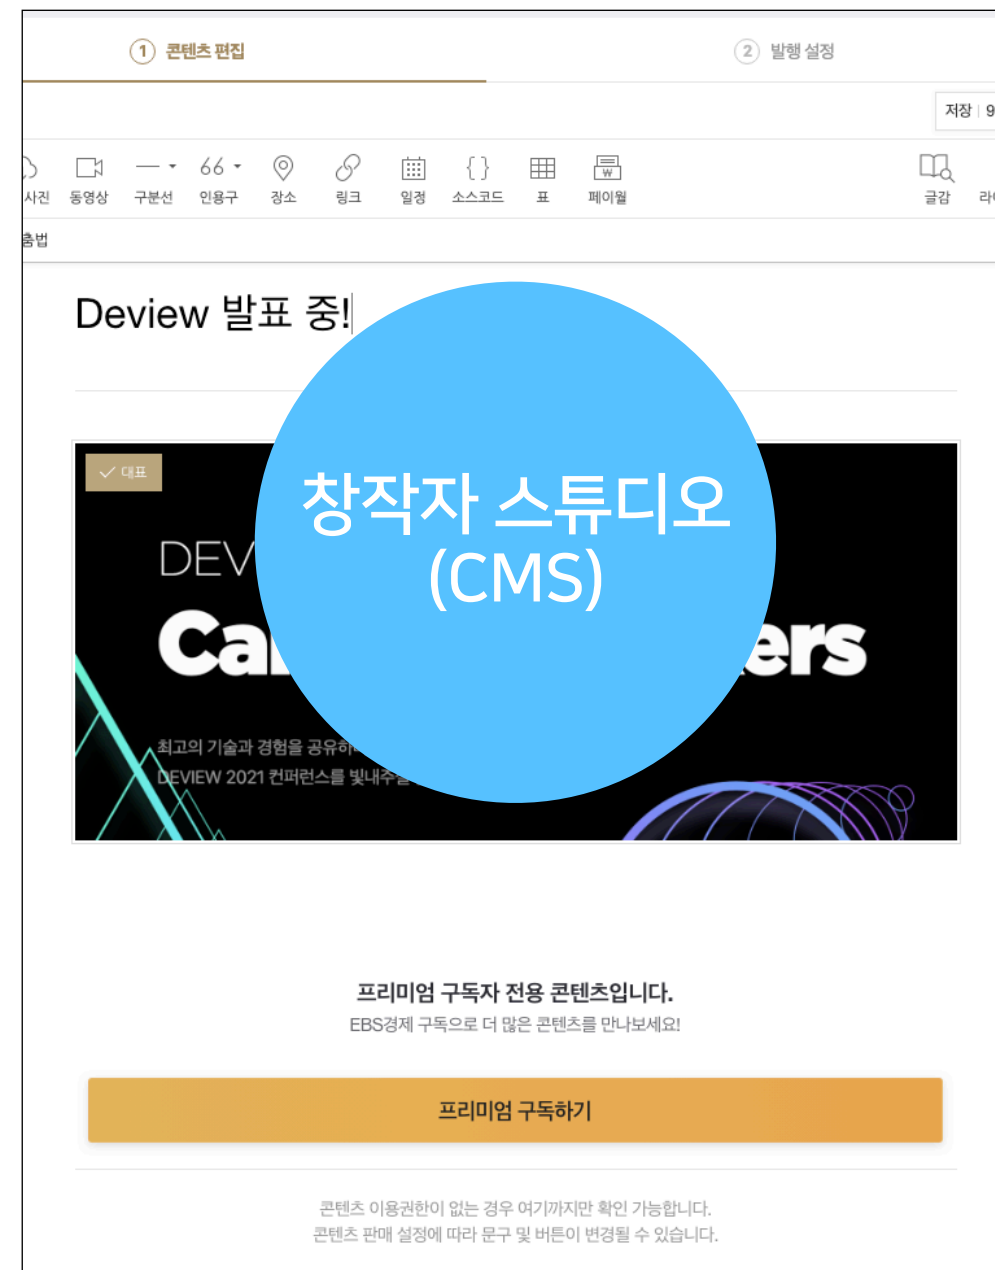 1 콘텐츠 편집
2 발행 설정
저장 9
사진 동영상 구분선 인용구 장소 링크 일정 소스코드 표 페이월 글감
춤법
Deview 발표 중!
대표
창작자 스튜디오
(CMS)
DEV
Ca
ers
최고의 기술과 경험을 공유하
DEVIEW 2021 컨퍼런스를 빛내주
프리미엄 구독자 전용 콘텐츠입니다.
EBS경제 구독으로 더 많은 콘텐츠를 만나보세요!
프리미엄 구독하기
콘텐츠 이용권한이 없는 경우 여기까지만 확인 가능합니다.
콘텐츠 판매 설정에 따라 문구 및 버튼이 변경될 수 있습니다.